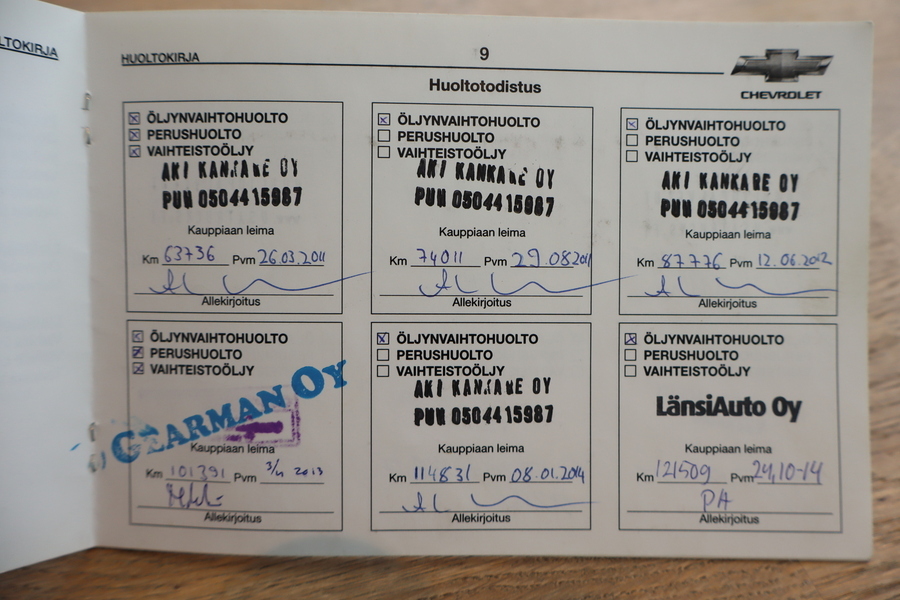 LTOKIRJA
HUOLTOKIRJA
9
CHEVROLET
Huoltotodistus
ÖLJYNVAIHTOHUOLTO
PERUSHUOLTO
VAIHTEISTOÖLJY
AKI KANKARE OY
PUH 0504415987
Kauppiaan leima
Km 63736 Pvm 26.03.2011
Allekirjoitus
ÖLJYNVAIHTOHUOLTO
PERUSHUOLTO
VAIHTEISTOÖLJY
AKI KANKARE OY
PUH 0504415987
Kauppiaan leima
Km 74011 Pvm 29.08.2011
Allekirjoitus
ÖLJYNVAIHTOHUOLTO
PERUSHUOLTO
VAIHTEISTOÖLJY
AKI KANKARE OY
PUH 0504415987
Kauppiaan leima
Km 87776 Pvm 12.06.2012
Allekirjoitus
ÖLJYNVAIHTOHUOLTO
PERUSHUOLTO
VAIHTEISTOÖLJY
GEARMAN OY
Kauppiaan leima
Km 101391 Pvm 3/4 2013
Allekirjoitus
ÖLJYNVAIHTOHUOLTO
PERUSHUOLTO
VAIHTEISTOÖLJY
AKI KANKARE OY
PUH 0504415987
Kauppiaan leima
Km 114831 Pvm 08.01.2014
Allekirjoitus
ÖLJYNVAIHTOHUOLTO
PERUSHUOLTO
VAIHTEISTOÖLJY
LänsiAuto Oy
Kauppiaan leima
Km 121509 Pvm 24,10-14
PA
Allekirjoitus